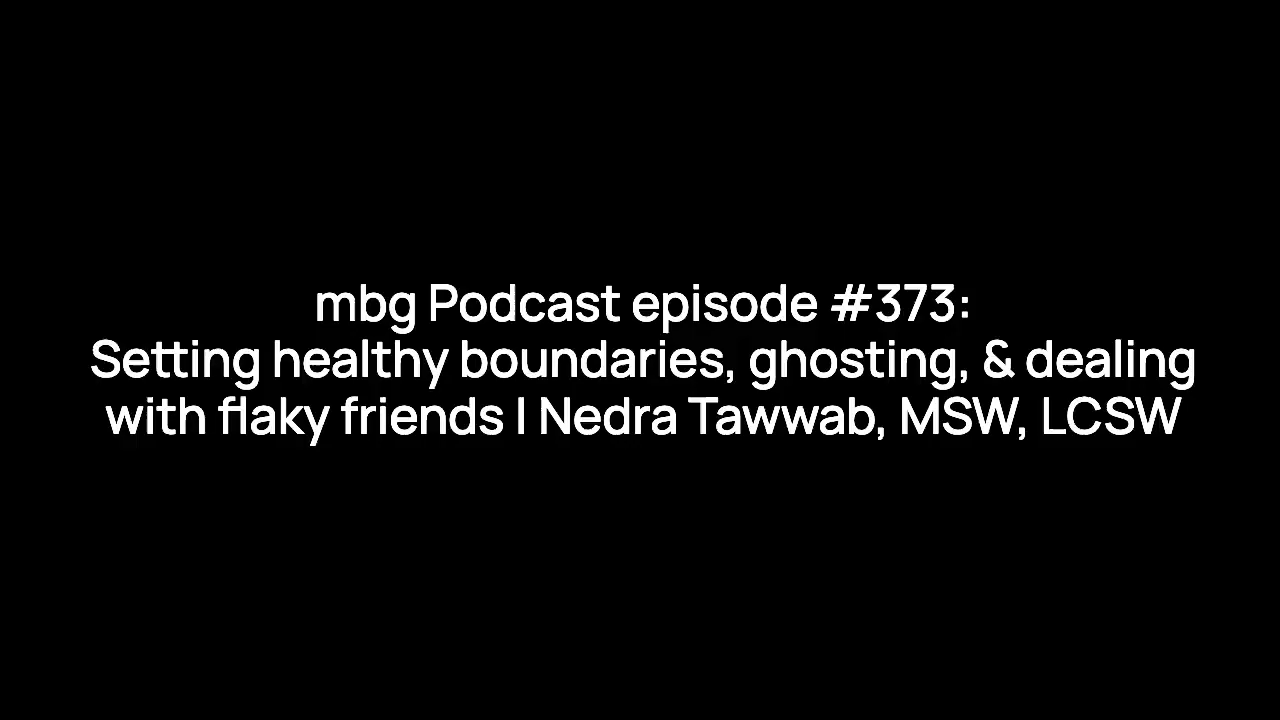 mbg Podcast episode #373:
Setting healthy boundaries, ghosting, & dealing
with flaky friends | Nedra Tawwab, MSW, LCSW